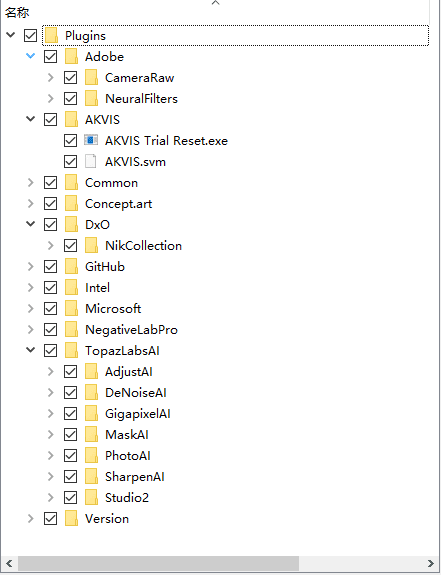 名称
Plugins
Adobe
CameraRaw
NeuralFilters
AKVIS
AKVIS Trial Reset.exe
AKVIS.svm
Common
Concept.art
DxO
NikCollection
GitHub
Intel
Microsoft
NegativeLabPro
TopazLabsAI
AdjustAI
DeNoiseAI
GigapixelAI
MaskAI
PhotoAI
SharpenAI
Studio2
Version